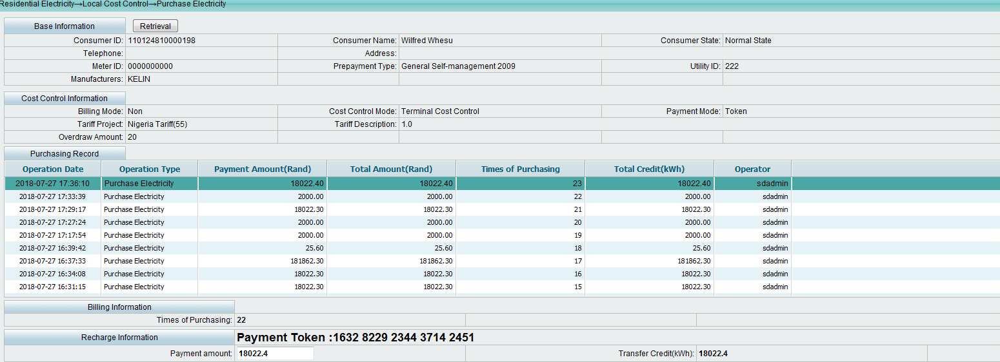 Residential Electricity→Local Cost Control→Purchase Electricity
Base Information Retrieval
Consumer ID: 110124810000198 Consumer Name: Wilfred Whesu Consumer State: Normal State
Telephone: Address:
Meter ID: 0000000000 Prepayment Type: General Self-management 2009 Utility ID: 222
Manufacturers: KELIN
Cost Control Information
Billing Mode: Non Cost Control Mode: Terminal Cost Control Payment Mode: Token
Tariff Project: Nigeria Tariff(55) Tariff Description: 1.0
Overdraw Amount: 20
Purchasing Record
Operation Date Operation Type Payment Amount(Rand) Total Amount(Rand) Times of Purchasing Total Credit(kWh) Operator
2018-07-27 17:36:10 Purchase Electricity 18022.40 18022.40 23 18022.40 sdadmin
2018-07-27 17:33:39 Purchase Electricity 2000.00 2000.00 22 2000.00 sdadmin
2018-07-27 17:29:17 Purchase Electricity 18022.30 18022.30 21 18022.30 sdadmin
2018-07-27 17:27:24 Purchase Electricity 2000.00 2000.00 20 2000.00 sdadmin
2018-07-27 17:17:54 Purchase Electricity 2000.00 2000.00 19 2000.00 sdadmin
2018-07-27 16:39:42 Purchase Electricity 25.60 25.60 18 25.60 sdadmin
2018-07-27 16:37:33 Purchase Electricity 181862.30 181862.30 17 181862.30 sdadmin
2018-07-27 16:34:08 Purchase Electricity 18022.30 18022.30 16 18022.30 sdadmin
2018-07-27 16:31:15 Purchase Electricity 18022.30 18022.30 15 18022.30 sdadmin
Billing Information
Times of Purchasing: 22
Recharge Information Payment Token :1632 8229 2344 3714 2451
Payment amount: 18022.4 Transfer Credit(kWh): 18022.4